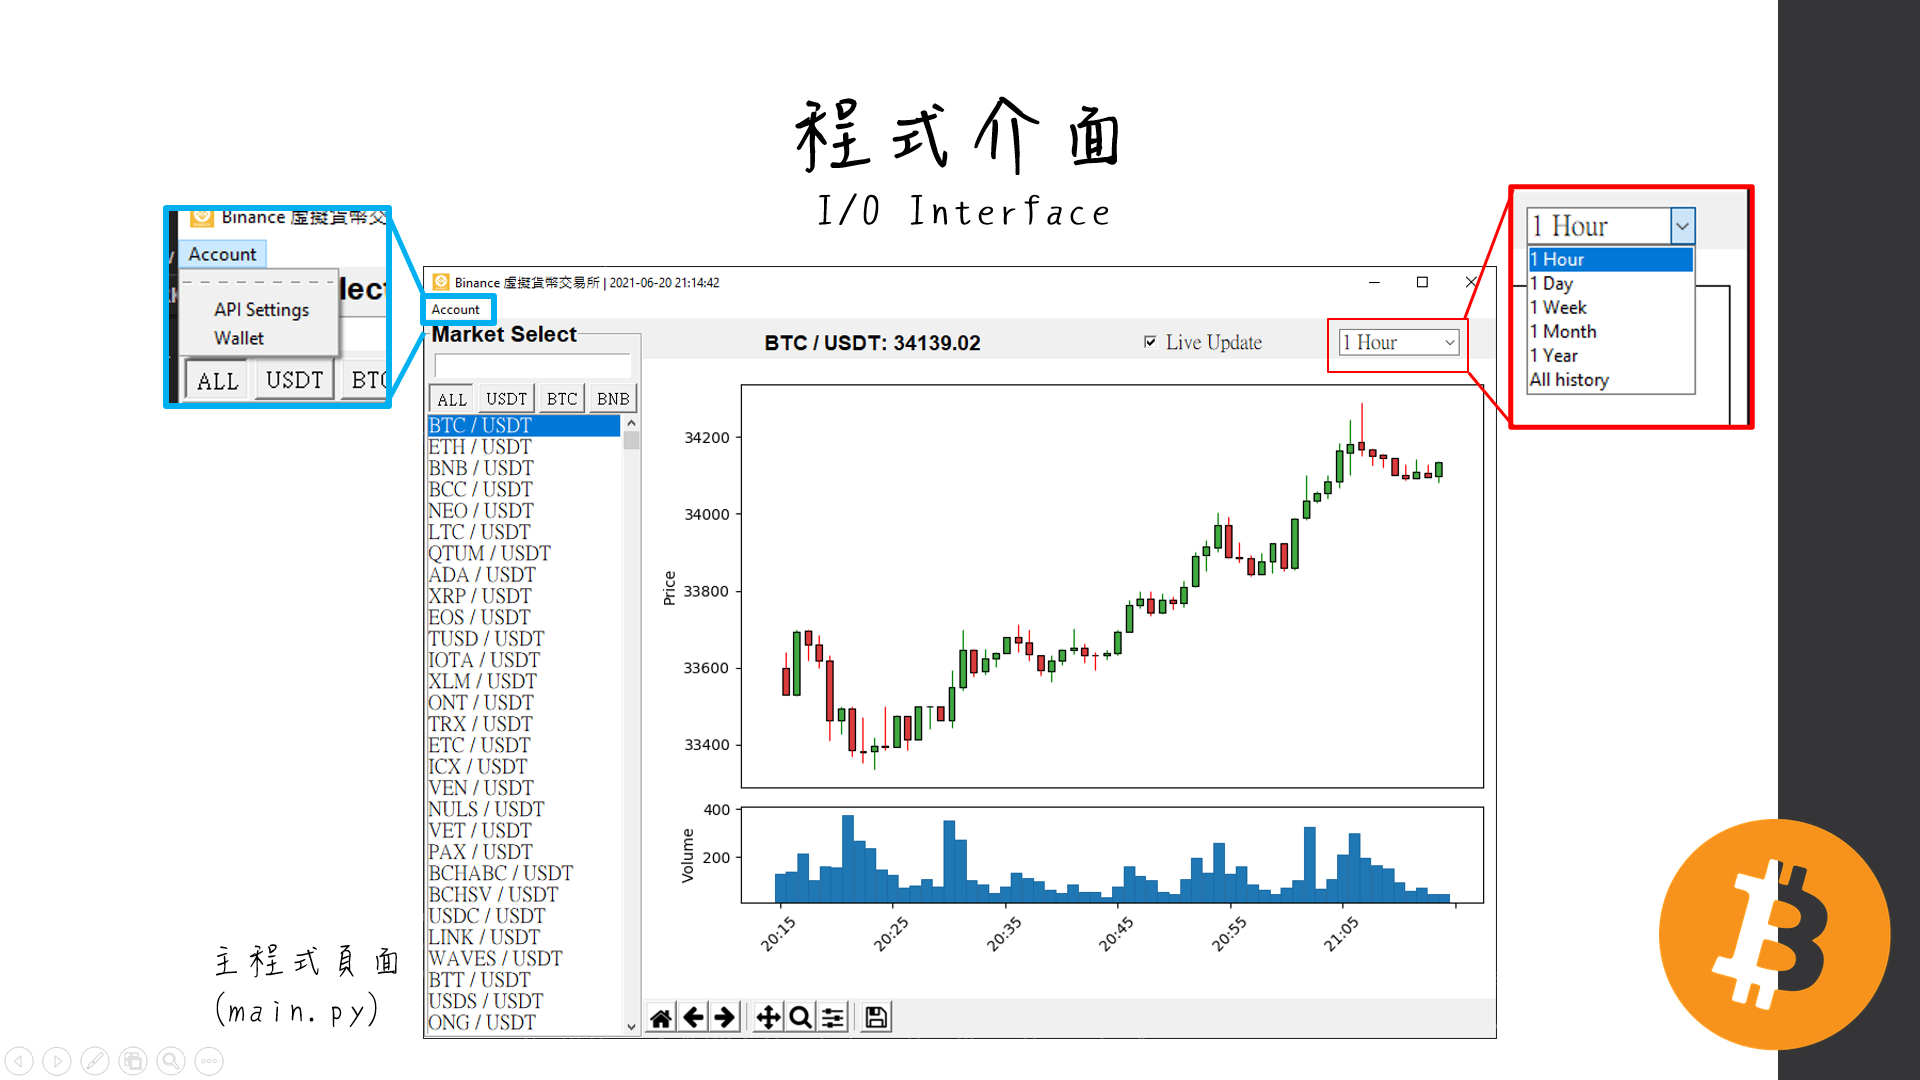 程式介面
I/O Interface
Binance 虛擬貨幣交
Account
API Settings
Wallet
lect
ALL
USDT
BTC
Binance 虛擬貨幣交易所 | 2021-06-20 21:14:42
Account
Market Select
ALL
USDT
BTC
BNB
BTC / USDT
ETH / USDT
BNB / USDT
BCC / USDT
NEO / USDT
LTC / USDT
QTUM / USDT
ADA / USDT
XRP / USDT
EOS / USDT
TUSD / USDT
IOTA / USDT
XLM / USDT
ONT / USDT
TRX / USDT
ETC / USDT
ICX / USDT
VEN / USDT
NULS / USDT
VET / USDT
PAX / USDT
BCHABC / USDT
BCHSV / USDT
USDC / USDT
LINK / USDT
WAVES / USDT
BTT / USDT
USDS / USDT
ONG / USDT
BTC / USDT: 34139.02
Live Update
1 Hour
Price
34200
34000
33800
33600
33400
Volume
400
200
20:15
20:25
20:35
20:45
20:55
21:05
1 Hour
1 Hour
1 Day
1 Week
1 Month
1 Year
All history
主程式頁面
(main.py)